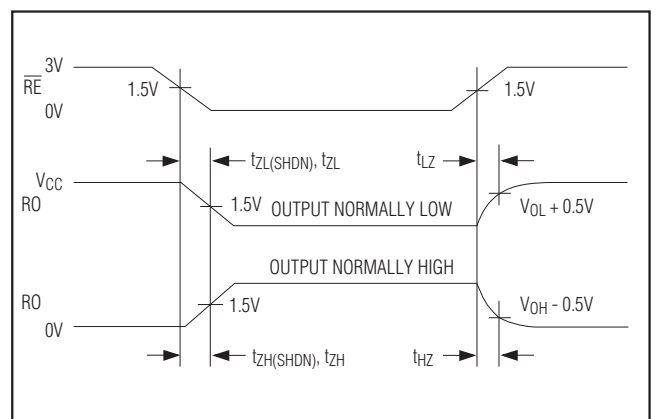 3V
RE
1.5V
1.5V
0V
tZL(SHDN), tZL
tLZ
VCC
RO
1.5V
OUTPUT NORMALLY LOW
VOL + 0.5V
OUTPUT NORMALLY HIGH
RO
1.5V
VOH - 0.5V
0V
tZH(SHDN), tZH
tHZ